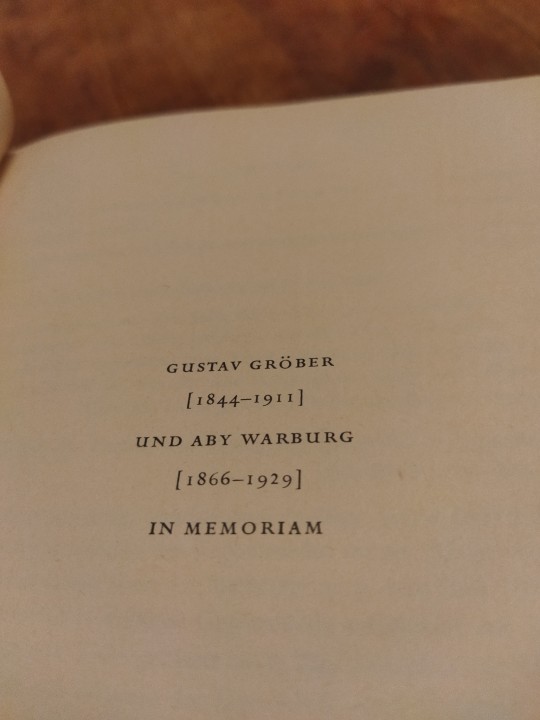 GUSTAV GRÖBER
[1844–1911]
UND ABY WARBURG
[1866–1929]
IN MEMORIAM